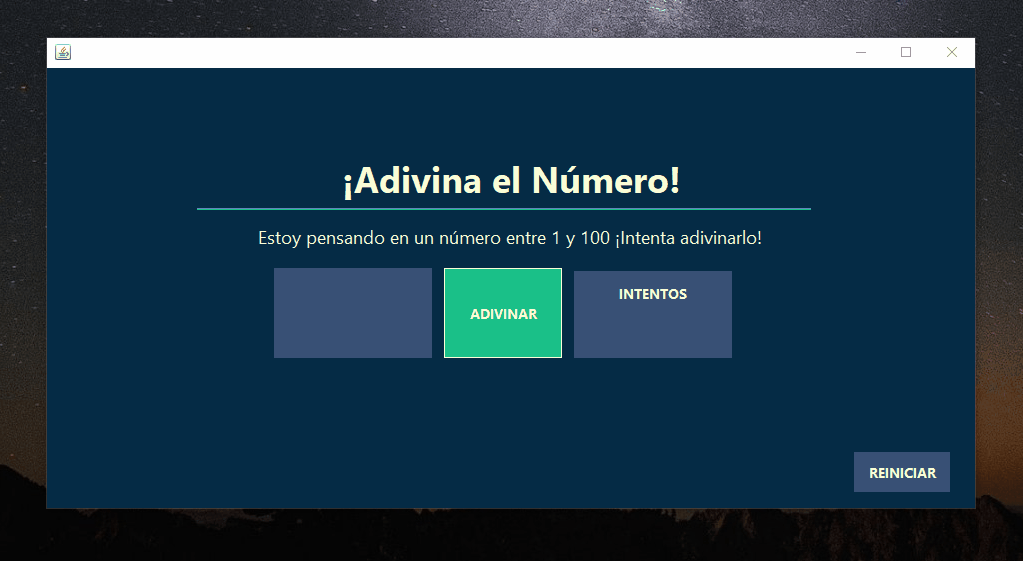 ¡Adivina el Número!
Estoy pensando en un número entre 1 y 100 ¡Intenta adivinarlo!
ADIVINAR
INTENTOS
REINICIAR